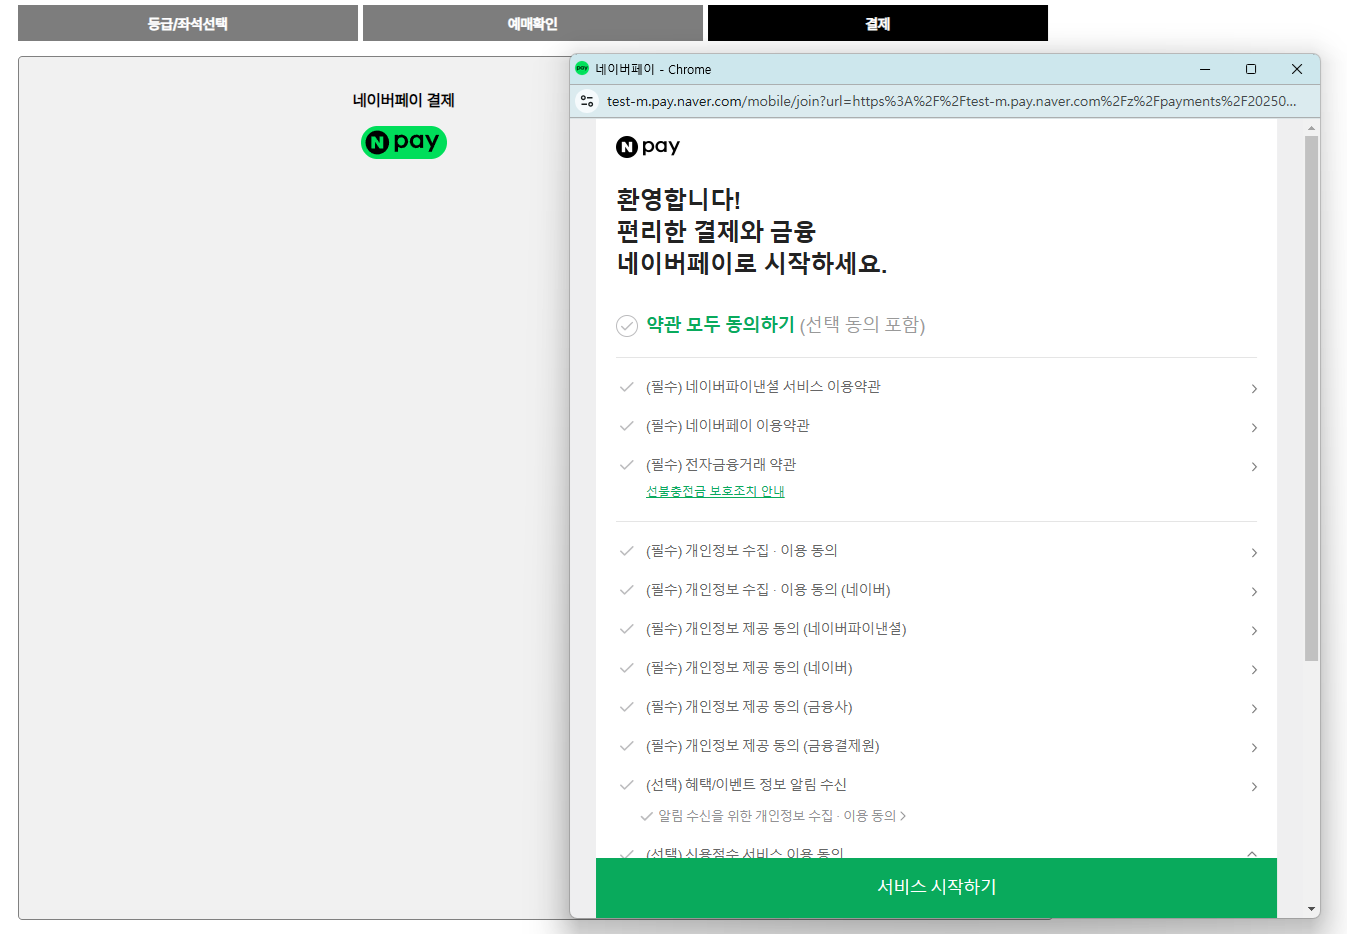 등급/좌석선택
예매확인
결제
네이버페이 결제
N pay
pay
네이버페이 - Chrome
test-m.pay.naver.com/mobile/join?url=https%3A%2F%2Ftest-m.pay.naver.com%2Fz%2Fpayments%2F20250...
N pay
환영합니다!
편리한 결제와 금융
네이버페이로 시작하세요.
약관 모두 동의하기 (선택 동의 포함)
(필수) 네이버파이낸셜 서비스 이용약관
(필수) 네이버페이 이용약관
(필수) 전자금융거래 약관
선불충전금 보호조치 안내
(필수) 개인정보 수집 · 이용 동의
(필수) 개인정보 수집 · 이용 동의 (네이버)
(필수) 개인정보 제공 동의 (네이버파이낸셜)
(필수) 개인정보 제공 동의 (네이버)
(필수) 개인정보 제공 동의 (금융사)
(필수) 개인정보 제공 동의 (금융결제원)
(선택) 혜택/이벤트 정보 알림 수신
알림 수신을 위한 개인정보 수집 · 이용 동의
(선택) 신용점수 서비스 이용 동의
서비스 시작하기